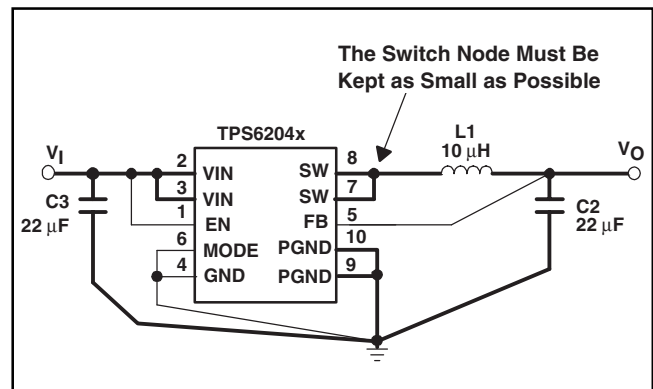 The Switch Node Must Be
Kept as Small as Possible
TPS6204x
L1
10 μH
VI
VO
2 VIN SW 8
3 VIN SW 7
1 EN FB 5
6 MODE PGND 10
4 GND PGND 9
C3
22 μF
C2
22 μF